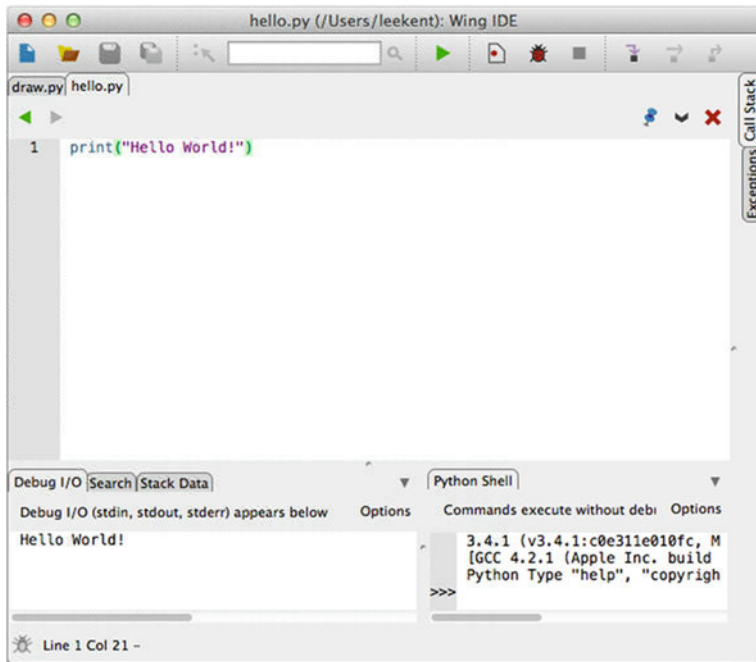 hello.py (/Users/leekent): Wing IDE
draw.py hello.py
Call Stack
Exceptions
1 print("Hello World!")
Debug I/O Search Stack Data
Debug I/O (stdin, stdout, stderr) appears below Options
Hello World!
Python Shell
Commands execute without debu Options
3.4.1 (v3.4.1:c0e311e010fc, M
[GCC 4.2.1 (Apple Inc. build
Python Type "help", "copyrigh
>>>
Line 1 Col 21 –